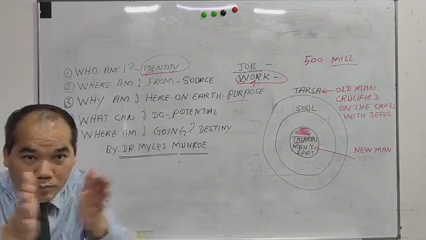 ① WHO AM I? - IDENTITY
② WHERE AM I FROM - SOURCE
③ WHY AM I HERE ON EARTH: PURPOSE
WHAT CAN I DO - POTENTIAL
WHERE AM I GOING? DESTINY
BY. DR MYLES MUNROE
JOB -
WORK -
500 MILL
TAKSA
OLD MAN
CRUCIFIED
ON THE CROSS
WITH JESUS
SOUL
MAN'S
SPIRIT
NEW MAN